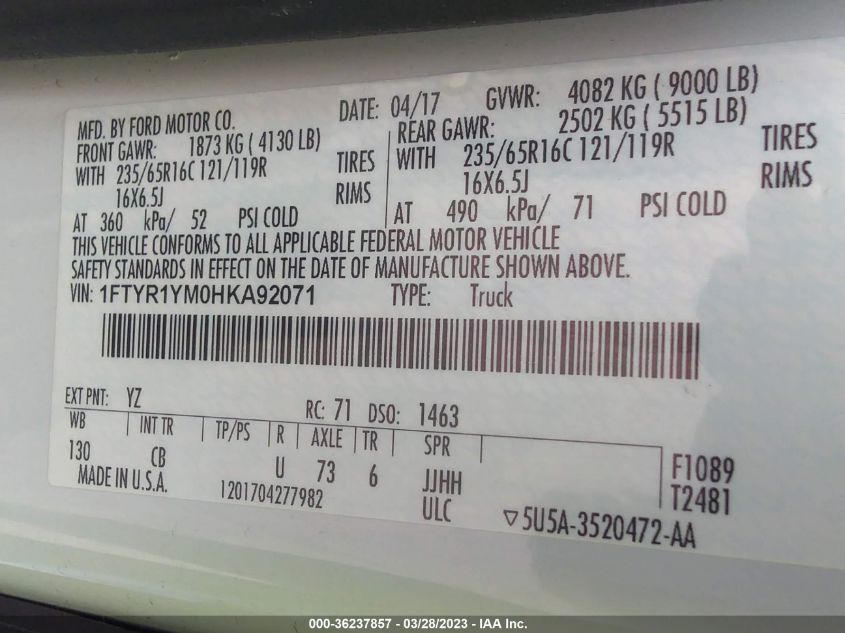 MFD. BY FORD MOTOR CO. DATE: 04/17 GVWR: 4082 KG ( 9000 LB)
FRONT GAWR: 1873 KG ( 4130 LB) REAR GAWR: 2502 KG ( 5515 LB)
WITH 235/65R16C 121/119R TIRES WITH 235/65R16C 121/119R TIRES
16X6.5J RIMS 16X6.5J RIMS
AT 360 kPa/ 52 PSI COLD AT 490 kPa/ 71 PSI COLD
THIS VEHICLE CONFORMS TO ALL APPLICABLE FEDERAL MOTOR VEHICLE
SAFETY STANDARDS IN EFFECT ON THE DATE OF MANUFACTURE SHOWN ABOVE.
VIN: 1FTYR1YM0HKA92071 TYPE: Truck
EXT PNT: YZ RC: 71 DSO: 1463
WB INT TR TP/PS R AXLE TR SPR
130 CB U 73 6 JJHH F1089
MADE IN U.S.A. 1201704277982 ULC T2481
▽5U5A-3520472-AA
000-36237857 - 03/28/2023 - IAA Inc.